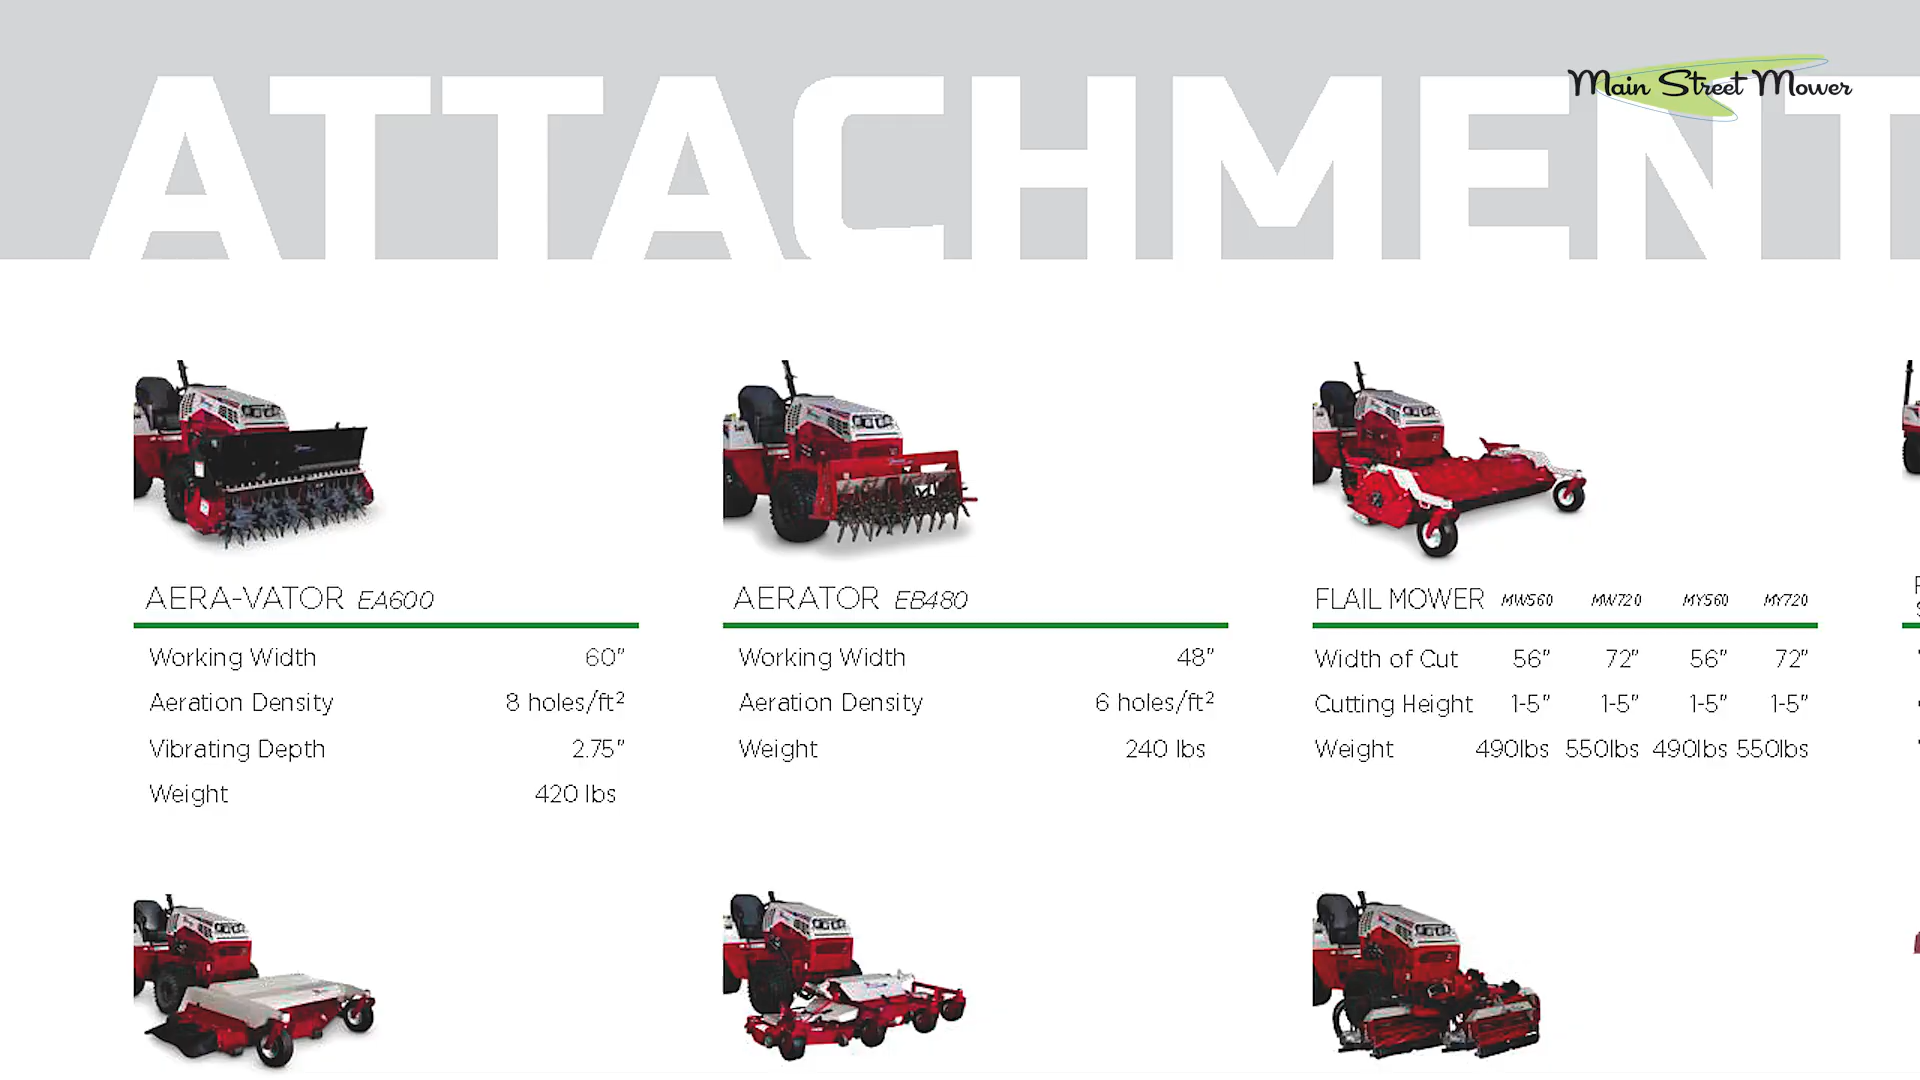 ATTACHMENT
Main Street Mower
AERA-VATOR EA600
Working Width 60"
Aeration Density 8 holes/ft²
Vibrating Depth 2.75"
Weight 420 lbs
AERATOR EB480
Working Width 48"
Aeration Density 6 holes/ft²
Weight 240 lbs
FLAIL MOWER MW560 MW720 MY560 MY720
Width of Cut 56" 72" 56" 72"
Cutting Height 1-5" 1-5" 1-5" 1-5"
Weight 490lbs 550lbs 490lbs 550lbs